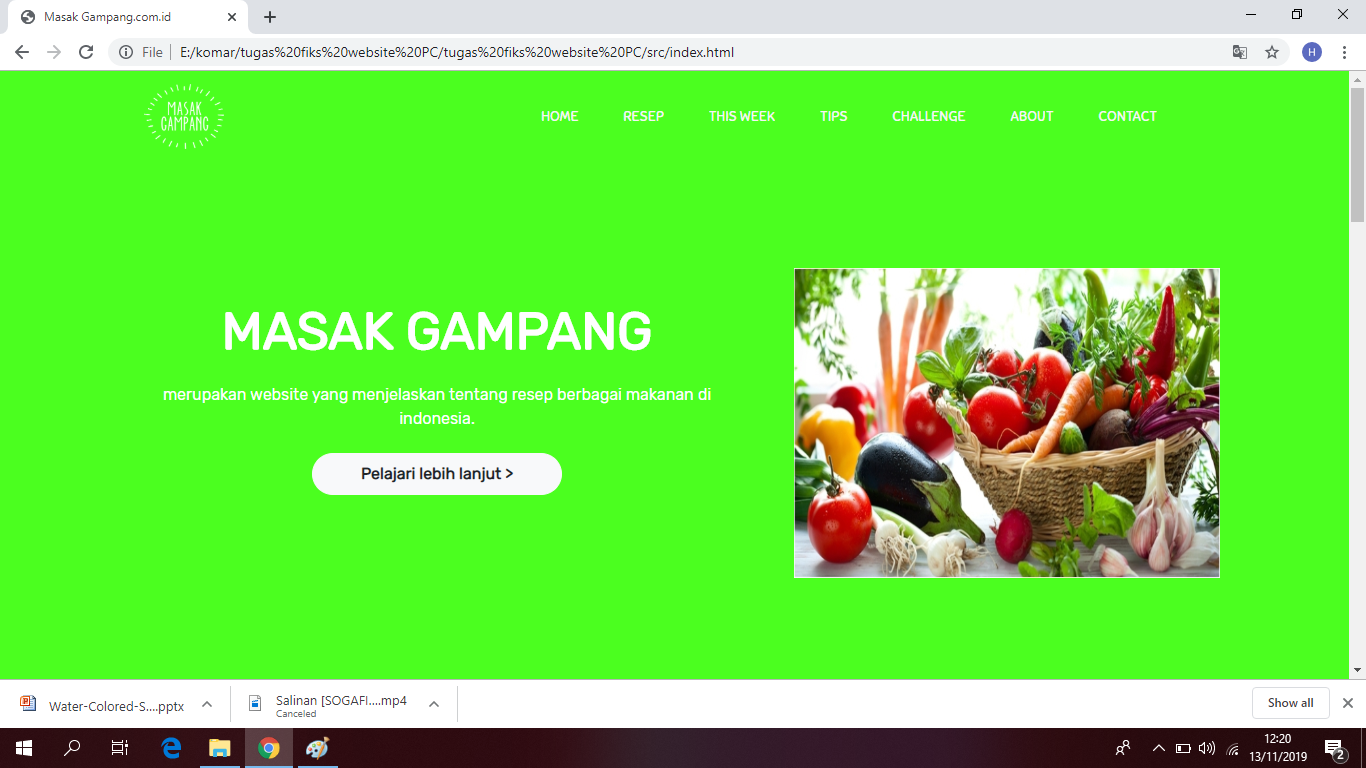 Masak Gampang.com.id
File
E:/komar/tugas%20fiks%20website%20PC/tugas%20fiks%20website%20PC/src/index.html
H
MASAK
GAMPANG
HOME RESEP THIS WEEK TIPS CHALLENGE ABOUT CONTACT
MASAK GAMPANG
merupakan website yang menjelaskan tentang resep berbagai makanan di
indonesia.
Pelajari lebih lanjut >
Water-Colored-S....pptx
Salinan [SOGAFI....mp4
Canceled
Show all
12:20
13/11/2019
2